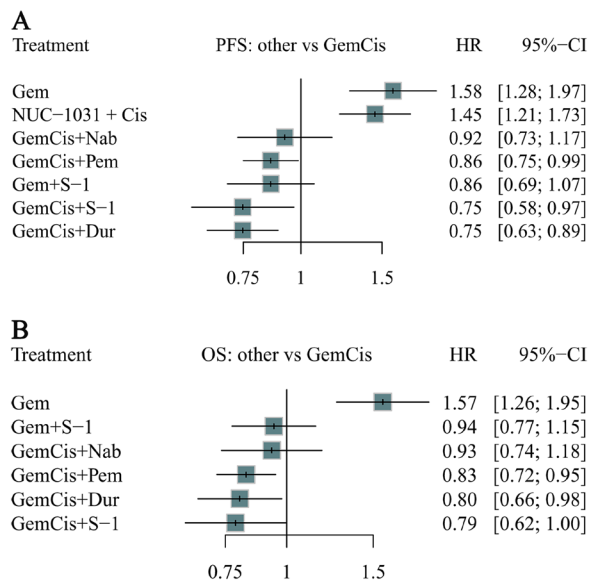 A
Treatment PFS: other vs GemCis HR 95%−CI
Gem 1.58 [1.28; 1.97]
NUC−1031 + Cis 1.45 [1.21; 1.73]
GemCis+Nab 0.92 [0.73; 1.17]
GemCis+Pem 0.86 [0.75; 0.99]
Gem+S−1 0.86 [0.69; 1.07]
GemCis+S−1 0.75 [0.58; 0.97]
GemCis+Dur 0.75 [0.63; 0.89]
0.75 1 1.5
B
Treatment OS: other vs GemCis HR 95%−CI
Gem 1.57 [1.26; 1.95]
Gem+S−1 0.94 [0.77; 1.15]
GemCis+Nab 0.93 [0.74; 1.18]
GemCis+Pem 0.83 [0.72; 0.95]
GemCis+Dur 0.80 [0.66; 0.98]
GemCis+S−1 0.79 [0.62; 1.00]
0.75 1 1.5